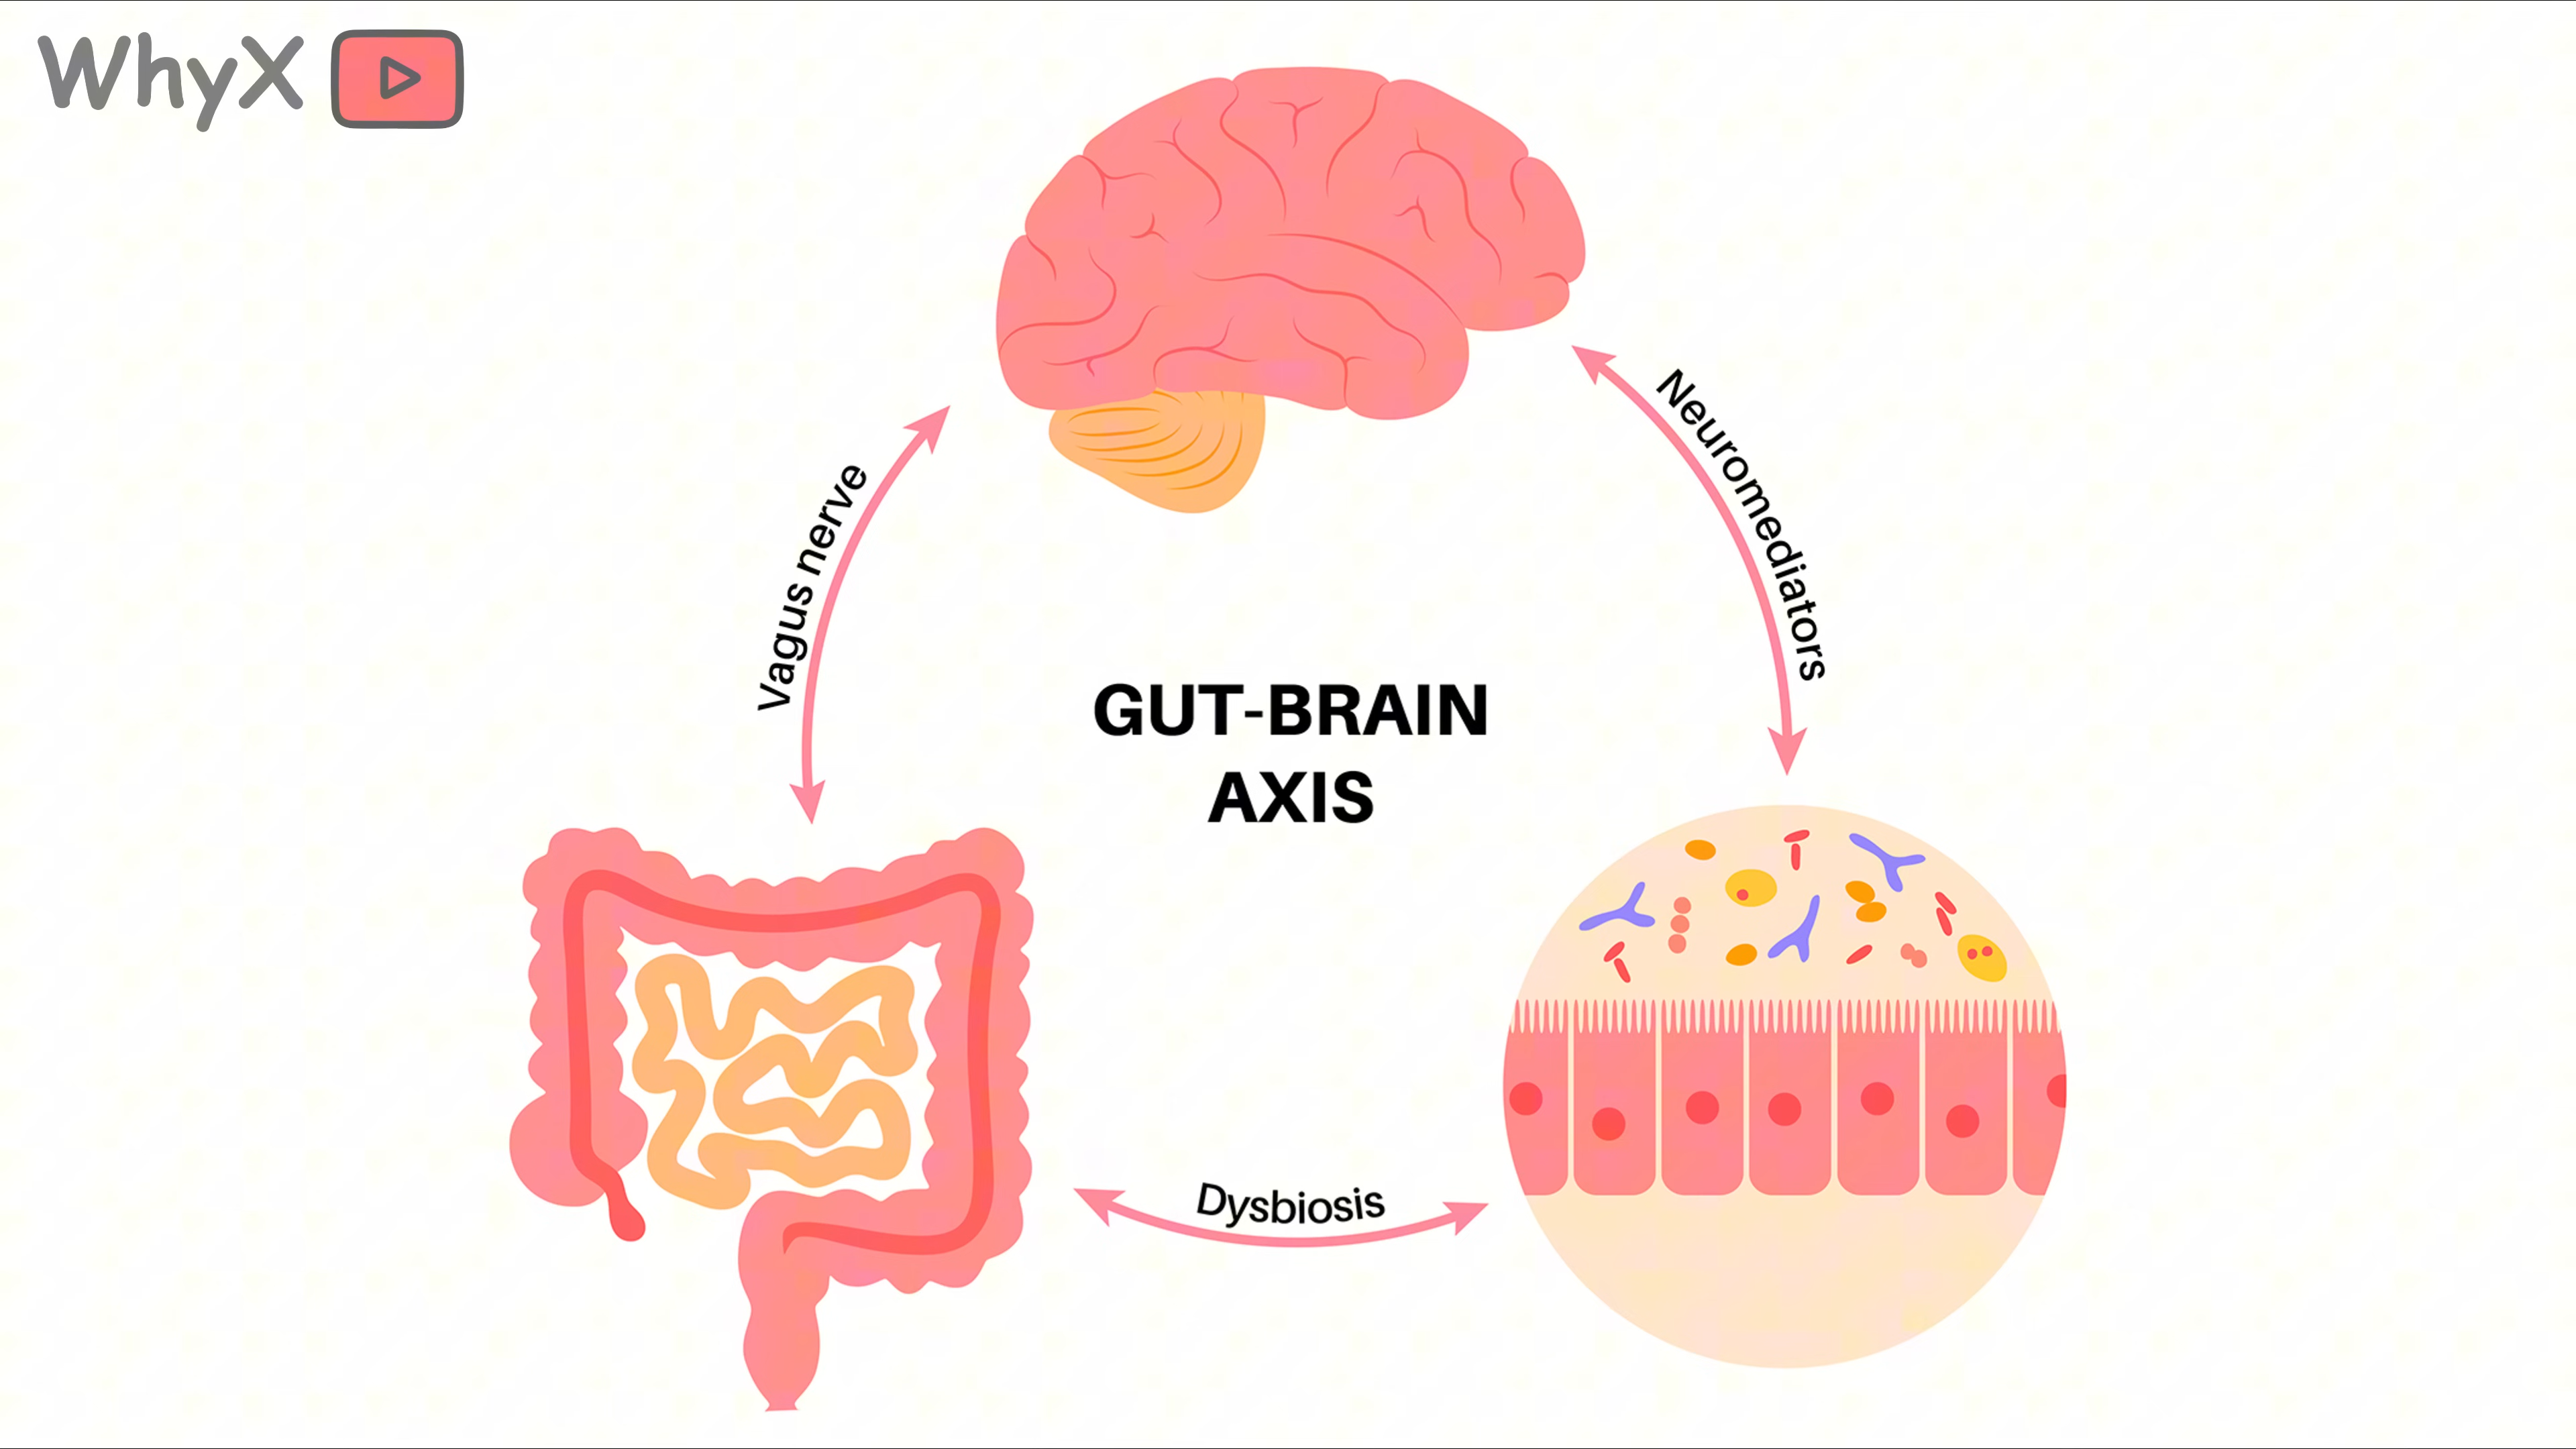 WhyX
Vagus nerve
Neuromediators
GUT-BRAIN
AXIS
Dysbiosis